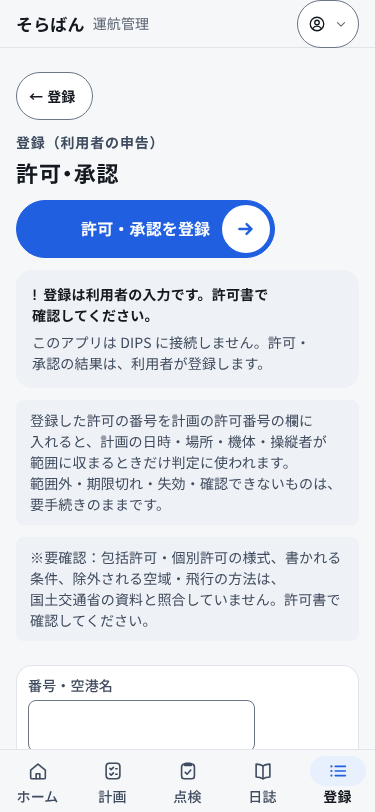 そらばん 運航管理
← 登録
登録（利用者の申告）
許可・承認
許可・承認を登録 →
! 登録は利用者の入力です。許可書で
確認してください。
このアプリは DIPS に接続しません。許可・
承認の結果は、利用者が登録します。
登録した許可の番号を計画の許可番号の欄に
入れると、計画の日時・場所・機体・操縦者が
範囲に収まるときだけ判定に使われます。
範囲外・期限切れ・失効・確認できないものは、
要手続きのままです。
※要確認：包括許可・個別許可の様式、書かれる
条件、除外される空域・飛行の方法は、
国土交通省の資料と照合していません。許可書で
確認してください。
番号・空港名
ホーム 計画 点検 日誌 登録